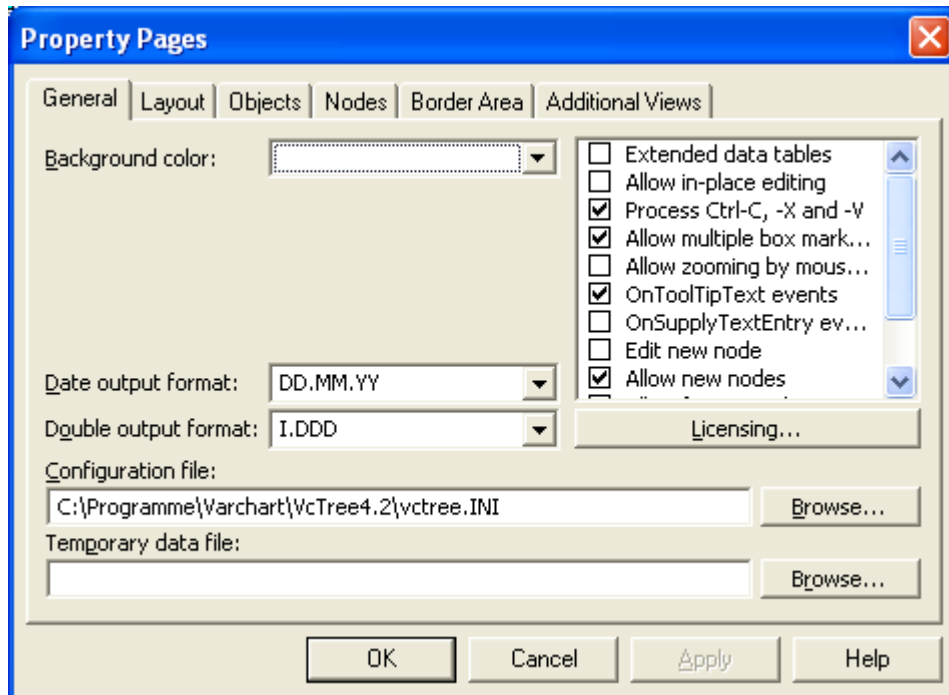 Property Pages
General Layout Objects Nodes Border Area Additional Views
Background color:
Extended data tables
Allow in-place editing
Process Ctrl-C, -X and -V
Allow multiple box mark...
Allow zooming by mous...
OnToolTipText events
OnSupplyTextEntry ev...
Edit new node
Allow new nodes
Date output format: DD.MM.YY
Double output format: I.DDD
Licensing...
Configuration file:
C:\Programme\Varchart\VcTree4.2\vctree.INI Browse...
Temporary data file:
Browse...
OK Cancel Apply Help